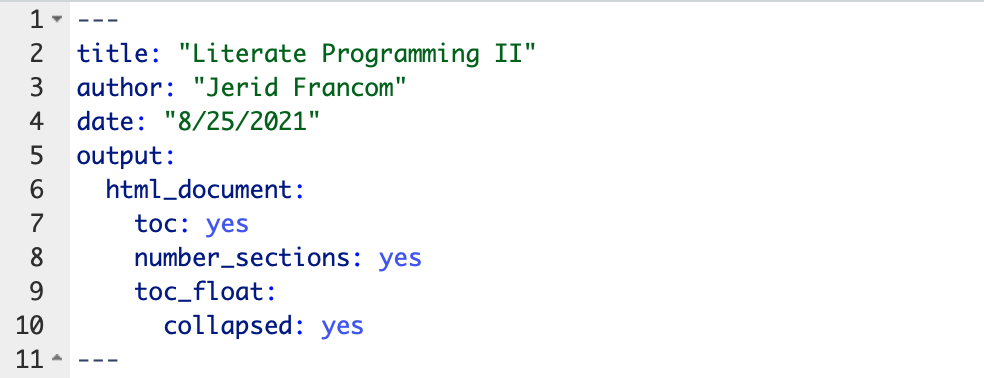 1 ---
2 title: "Literate Programming II"
3 author: "Jerid Francom"
4 date: "8/25/2021"
5 output:
6   html_document:
7     toc: yes
8     number_sections: yes
9     toc_float:
10       collapsed: yes
11 ---